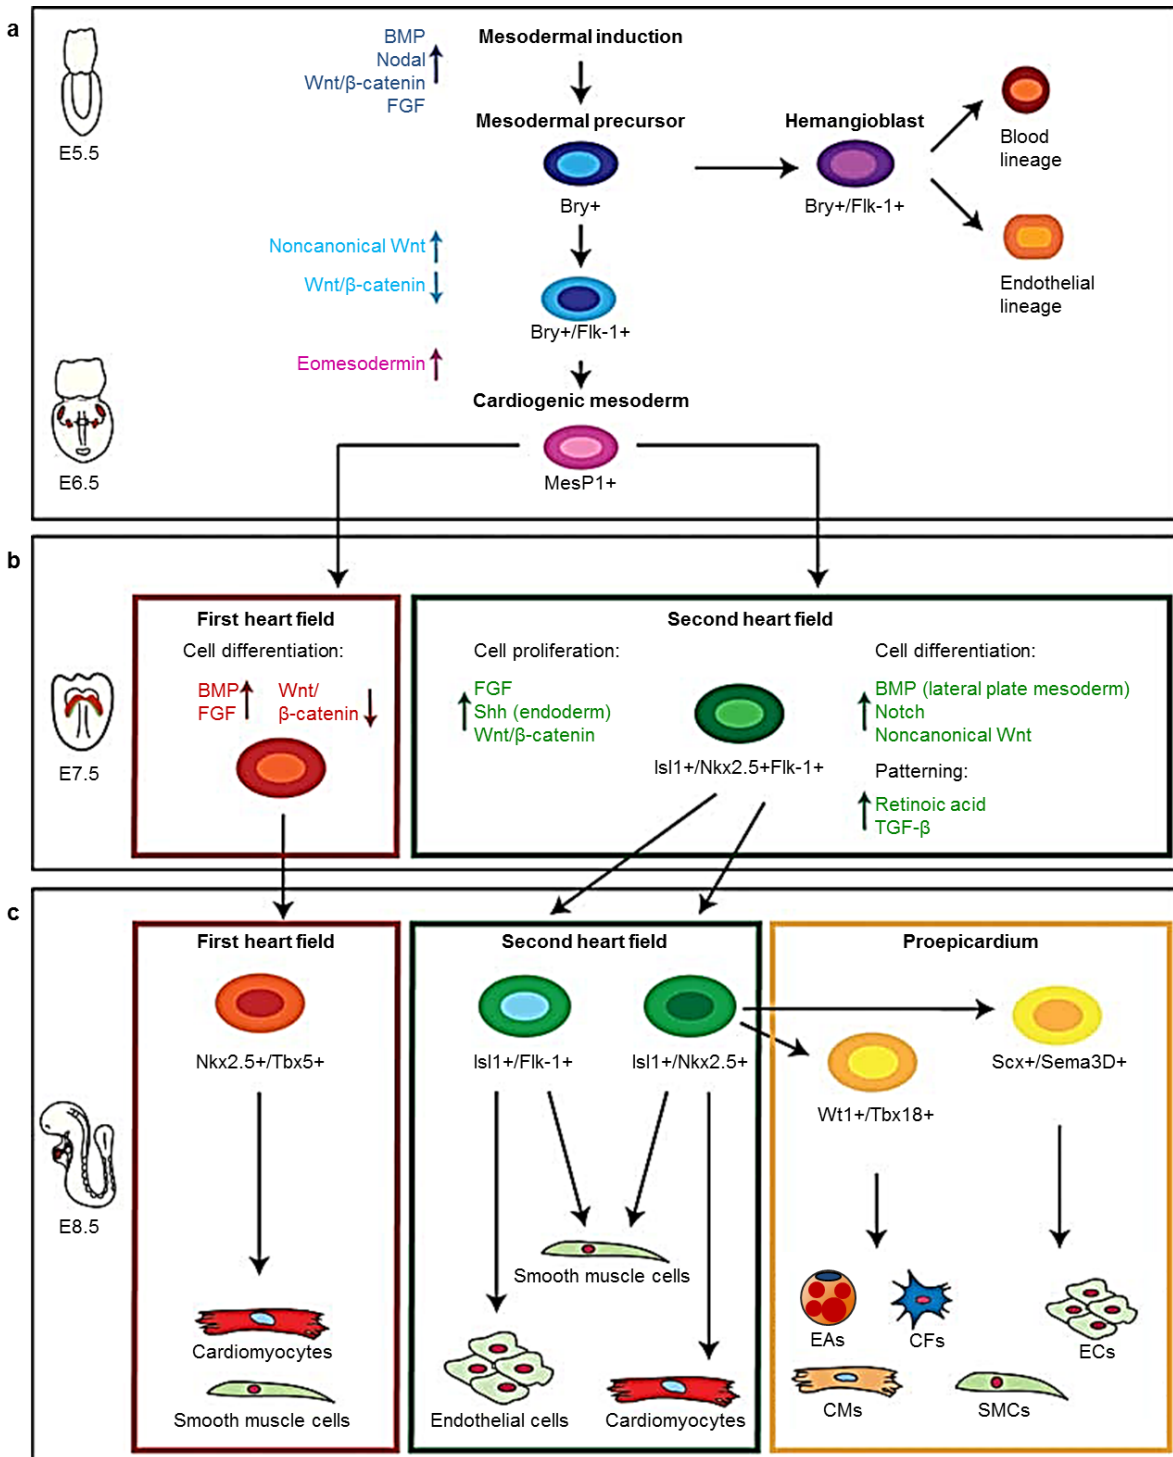 a
BMP
Nodal
Wnt/β-catenin
FGF
Mesodermal induction
E5.5
Mesodermal precursor
Bry+
Hemangioblast
Bry+/Flk-1+
Blood
lineage
Endothelial
lineage
Noncanonical Wnt
Wnt/β-catenin
Bry+/Flk-1+
Eomesodermin
Cardiogenic mesoderm
MesP1+
E6.5
b
First heart field
Cell differentiation:
BMP
FGF
Wnt/
β-catenin
E7.5
Second heart field
Cell proliferation:
FGF
Shh (endoderm)
Wnt/β-catenin
Isl1+/Nkx2.5+Flk-1+
Cell differentiation:
BMP (lateral plate mesoderm)
Notch
Noncanonical Wnt
Patterning:
Retinoic acid
TGF-β
c
First heart field
Nkx2.5+/Tbx5+
E8.5
Cardiomyocytes
Smooth muscle cells
Second heart field
Isl1+/Flk-1+
Isl1+/Nkx2.5+
Smooth muscle cells
Endothelial cells
Cardiomyocytes
Proepicardium
Scx+/Sema3D+
Wt1+/Tbx18+
EAs
CFs
ECs
CMs
SMCs